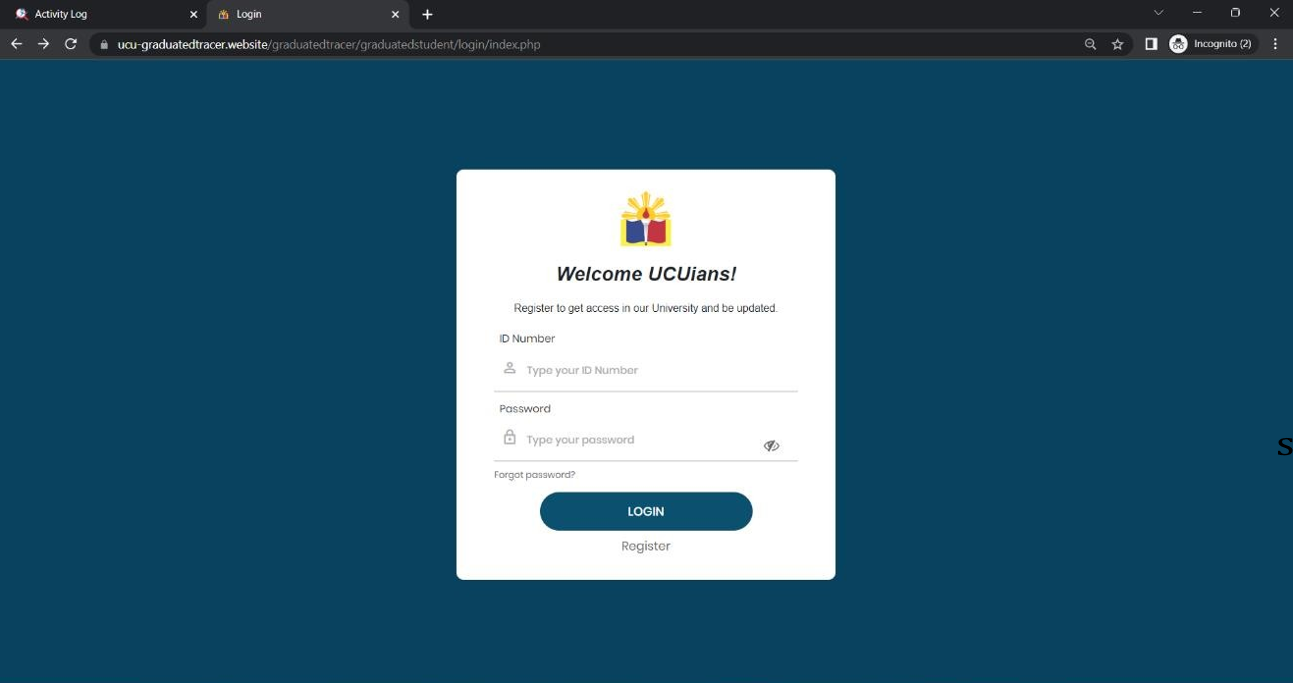 Activity Log
Login
ucu-graduatedtracer.website/graduatedtracer/graduatedstudent/login/index.php
Incognito (2)
Welcome UCUians!
Register to get access in our University and be updated.
ID Number
Type your ID Number
Password
Type your password
Forgot password?
LOGIN
Register
S